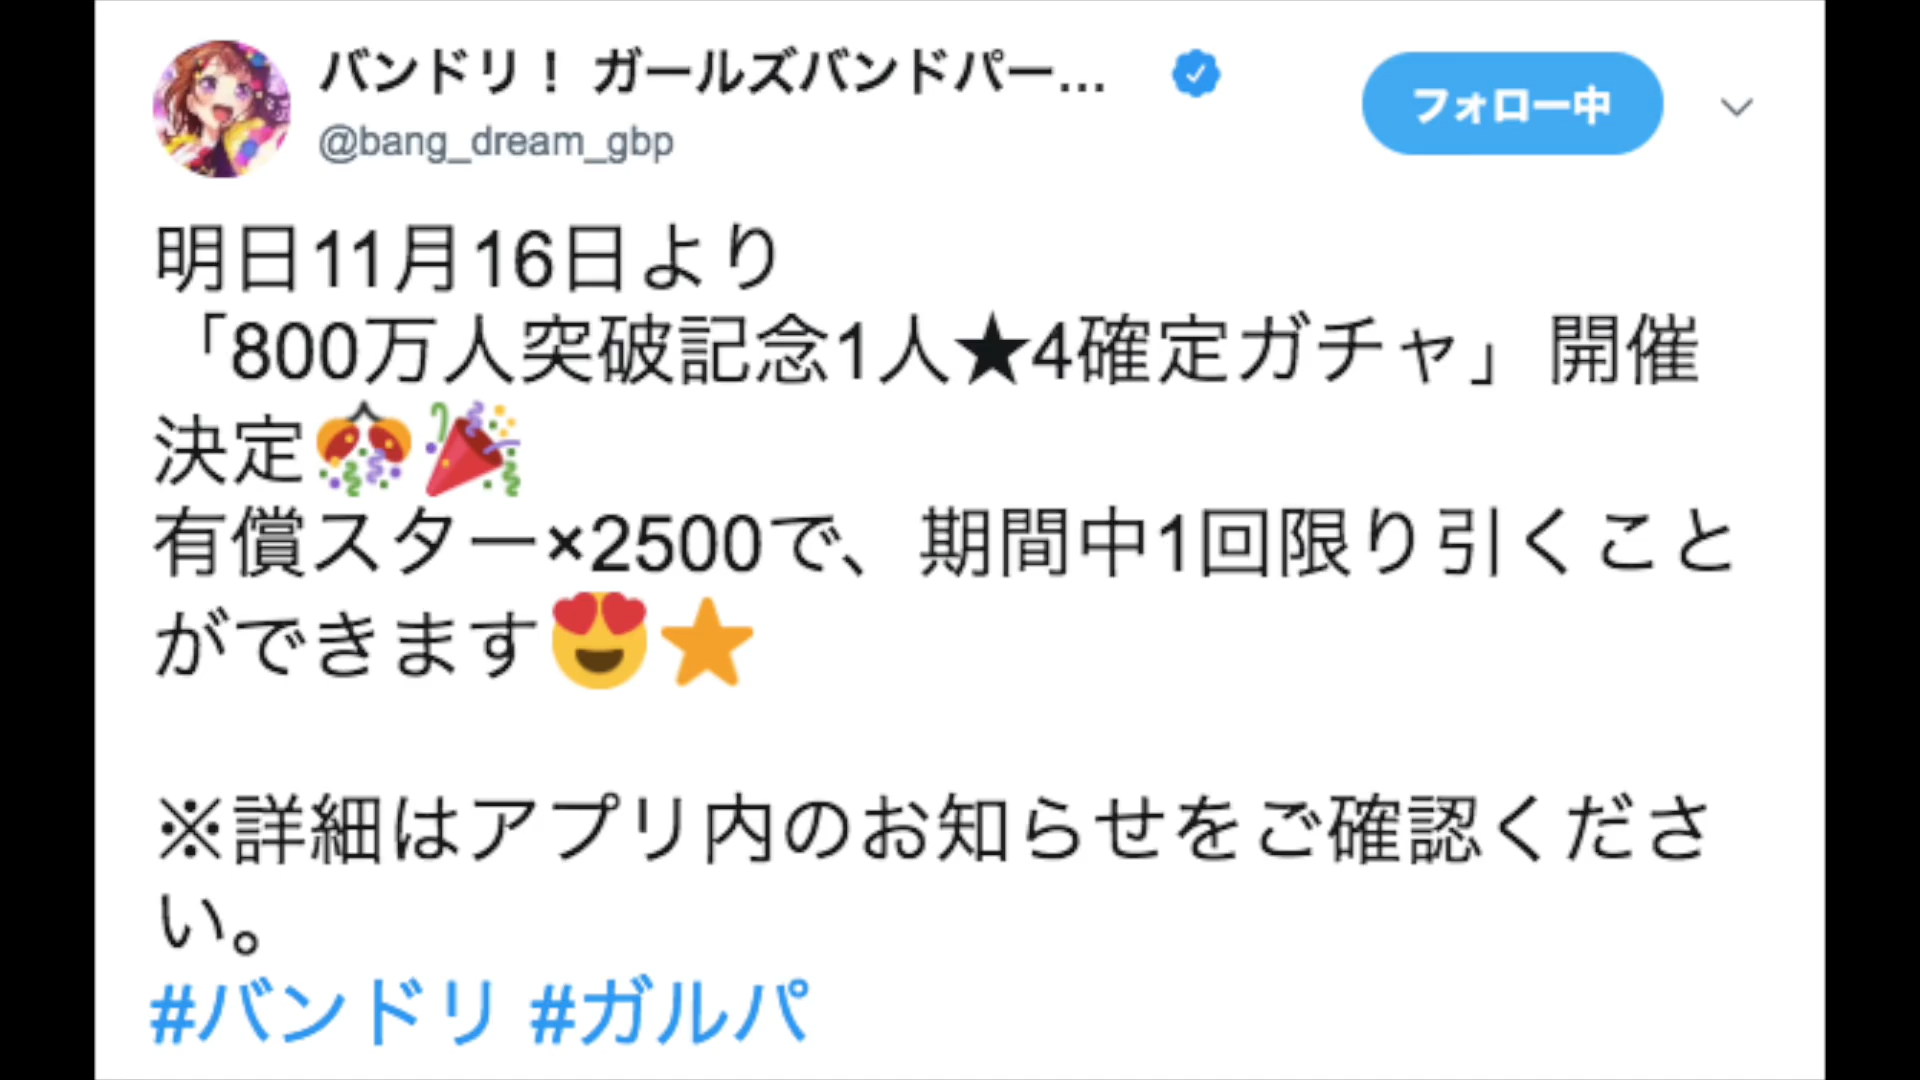 バンドリ！ ガールズバンドパー...
@bang_dream_gbp
フォロー中
明日11月16日より
「800万人突破記念1人★4確定ガチャ」開催
決定🎊🎉
有償スター×2500で、期間中1回限り引くこと
ができます😍⭐
※詳細はアプリ内のお知らせをご確認くださ
い。
#バンドリ #ガルパ